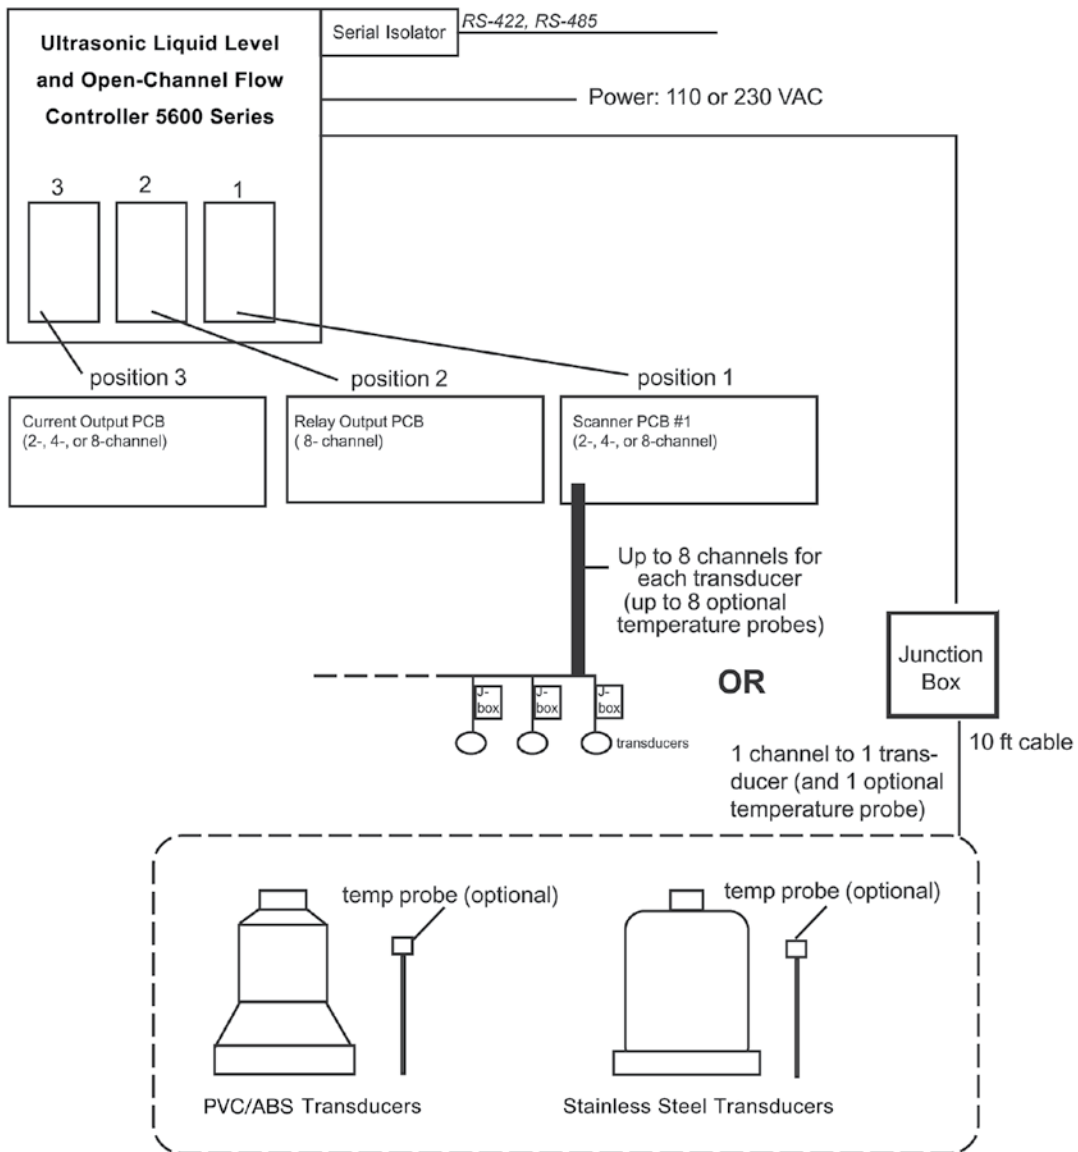 Ultrasonic Liquid Level
and Open-Channel Flow
Controller 5600 Series
Serial Isolator
RS-422, RS-485
Power: 110 or 230 VAC
3
2
1
position 3
position 2
position 1
Current Output PCB
(2-, 4-, or 8-channel)
Relay Output PCB
( 8- channel)
Scanner PCB #1
(2-, 4-, or 8-channel)
Up to 8 channels for
each transducer
(up to 8 optional
temperature probes)
J-
box
J-
box
J-
box
transducers
OR
Junction
Box
10 ft cable
1 channel to 1 trans-
ducer (and 1 optional
temperature probe)
temp probe (optional)
temp probe (optional)
PVC/ABS Transducers
Stainless Steel Transducers